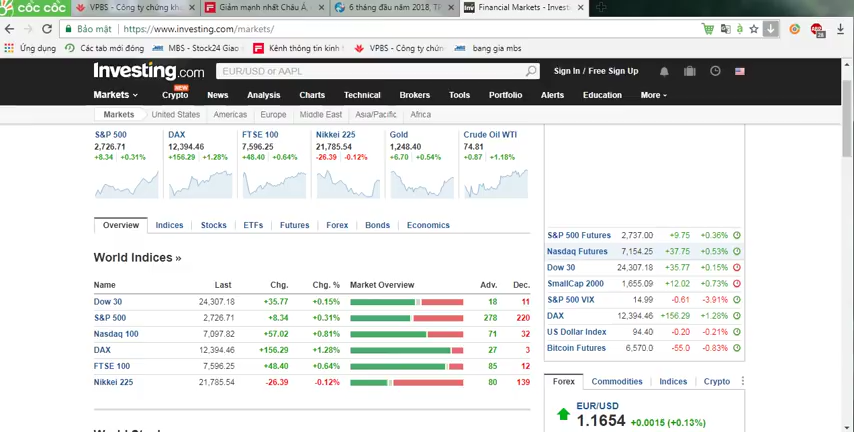 cốc cốc
VPBS - Công ty chứng kho
Giảm mạnh nhất Châu Á,
6 tháng đầu năm 2018, TF
Financial Markets - Investi
Bảo mật | https://www.investing.com/markets/
Ứng dụng Các tab mới đóng MBS - Stock24 Giao Kênh thông tin kinh t VPBS - Công ty chứng bang gia mbs
Investing.com EUR/USD or AAPL Sign In / Free Sign Up
NEW
Markets Crypto News Analysis Charts Technical Brokers Tools Portfolio Alerts Education More
Markets United States Americas Europe Middle East Asia/Pacific Africa
S&P 500 DAX FTSE 100 Nikkei 225 Gold Crude Oil WTI
2,726.71 12,394.46 7,596.25 21,785.54 1,248.40 74.81
+8.34 +0.31% +156.29 +1.28% +48.40 +0.64% -26.39 -0.12% +6.70 +0.54% +0.87 +1.18%
Overview Indices Stocks ETFs Futures Forex Bonds Economics
World Indices »
Name Last Chg. Chg. % Market Overview Adv. Dec.
Dow 30 24,307.18 +35.77 +0.15% 18 11
S&P 500 2,726.71 +8.34 +0.31% 278 220
Nasdaq 100 7,097.82 +57.02 +0.81% 71 32
DAX 12,394.46 +156.29 +1.28% 27 3
FTSE 100 7,596.25 +48.40 +0.64% 85 12
Nikkei 225 21,785.54 -26.39 -0.12% 80 139
S&P 500 Futures 2,737.00 +9.75 +0.36%
Nasdaq Futures 7,154.25 +37.75 +0.53%
Dow 30 24,307.18 +35.77 +0.15%
SmallCap 2000 1,655.09 +12.02 +0.73%
S&P 500 VIX 14.99 -0.61 -3.91%
DAX 12,394.46 +156.29 +1.28%
US Dollar Index 94.40 -0.20 -0.21%
Bitcoin Futures 6,570.0 -55.0 -0.83%
Forex Commodities Indices Crypto
EUR/USD
1.1654 +0.0015 (+0.13%)